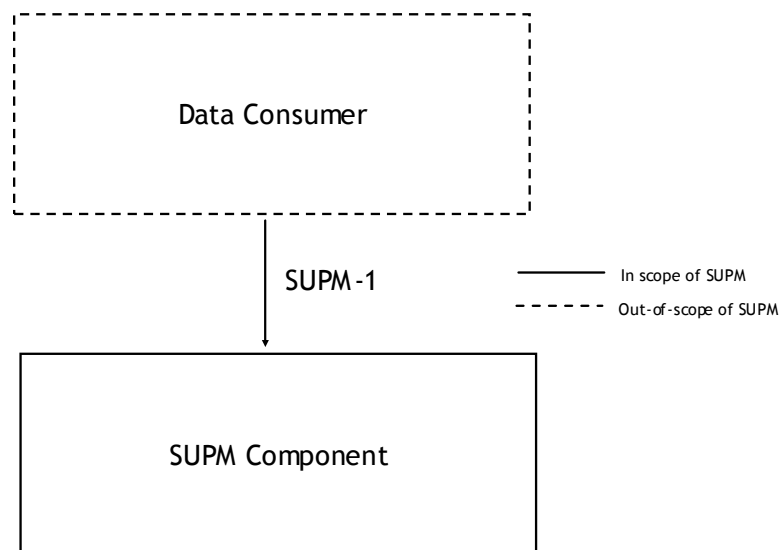 Data Consumer
SUPM-1
In scope of SUPM
Out-of-scope of SUPM
SUPM Component